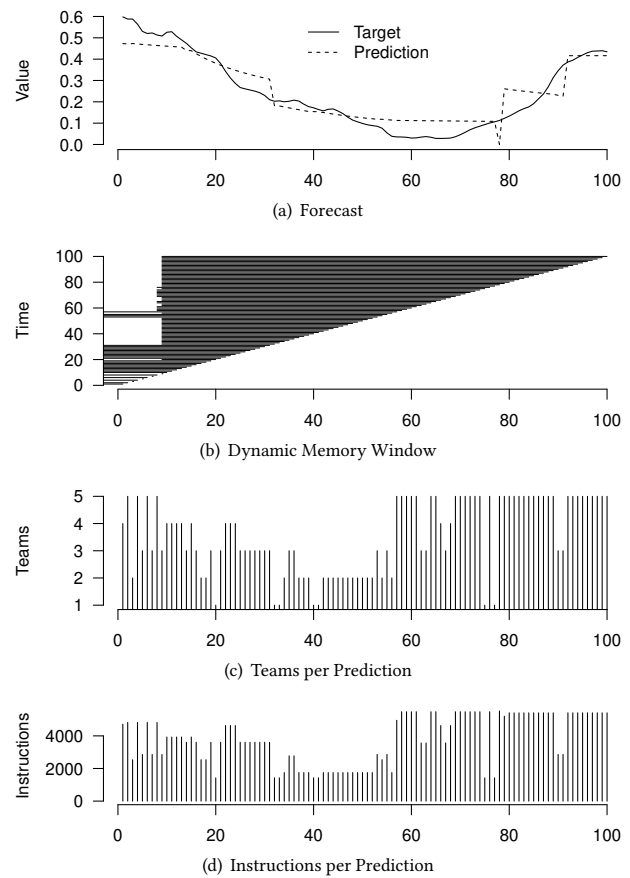 0.6
0.5
0.4
0.3
0.2
0.1
0.0
Value
Target
Prediction
0 20 40 60 80 100
(a) Forecast
100
80
60
40
20
0
Time
0 20 40 60 80 100
(b) Dynamic Memory Window
5
4
3
2
1
Teams
0 20 40 60 80 100
(c) Teams per Prediction
4000
2000
0
Instructions
0 20 40 60 80 100
(d) Instructions per Prediction